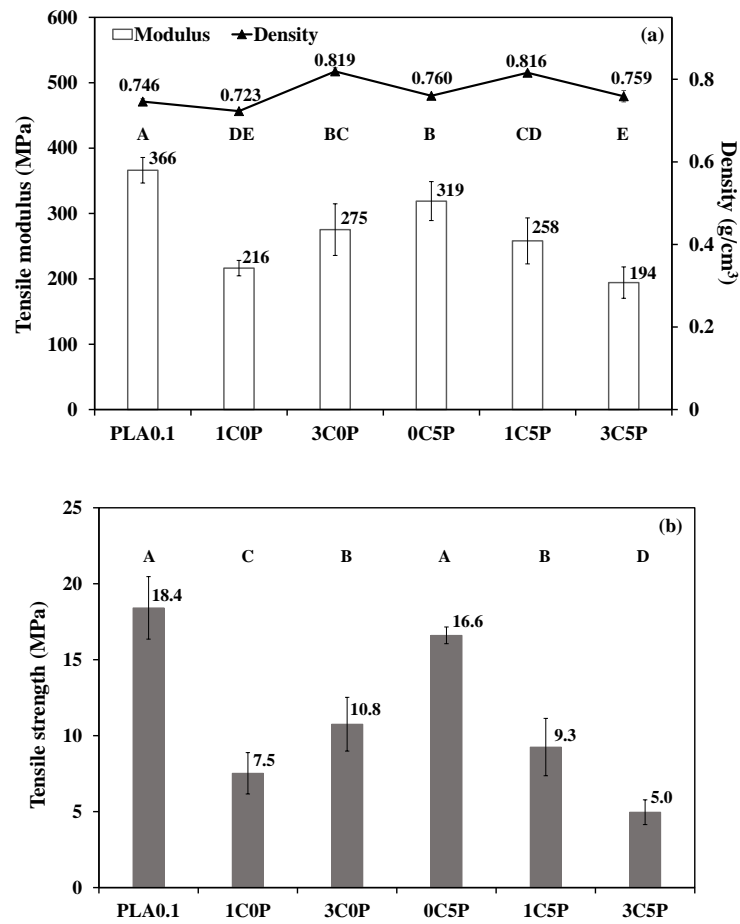 600
Modulus
Density
(a)
500
400
300
200
100
0
Tensile modulus (MPa)
0.746
0.723
0.819
0.760
0.816
0.759
A
DE
BC
B
CD
E
366
216
275
319
258
194
0.8
0.6
0.4
0.2
0
Density (g/cm³)
PLA0.1
1C0P
3C0P
0C5P
1C5P
3C5P
25
(b)
20
15
10
5
0
Tensile strength (MPa)
A
C
B
A
B
D
18.4
7.5
10.8
16.6
9.3
5.0
PLA0.1
1C0P
3C0P
0C5P
1C5P
3C5P